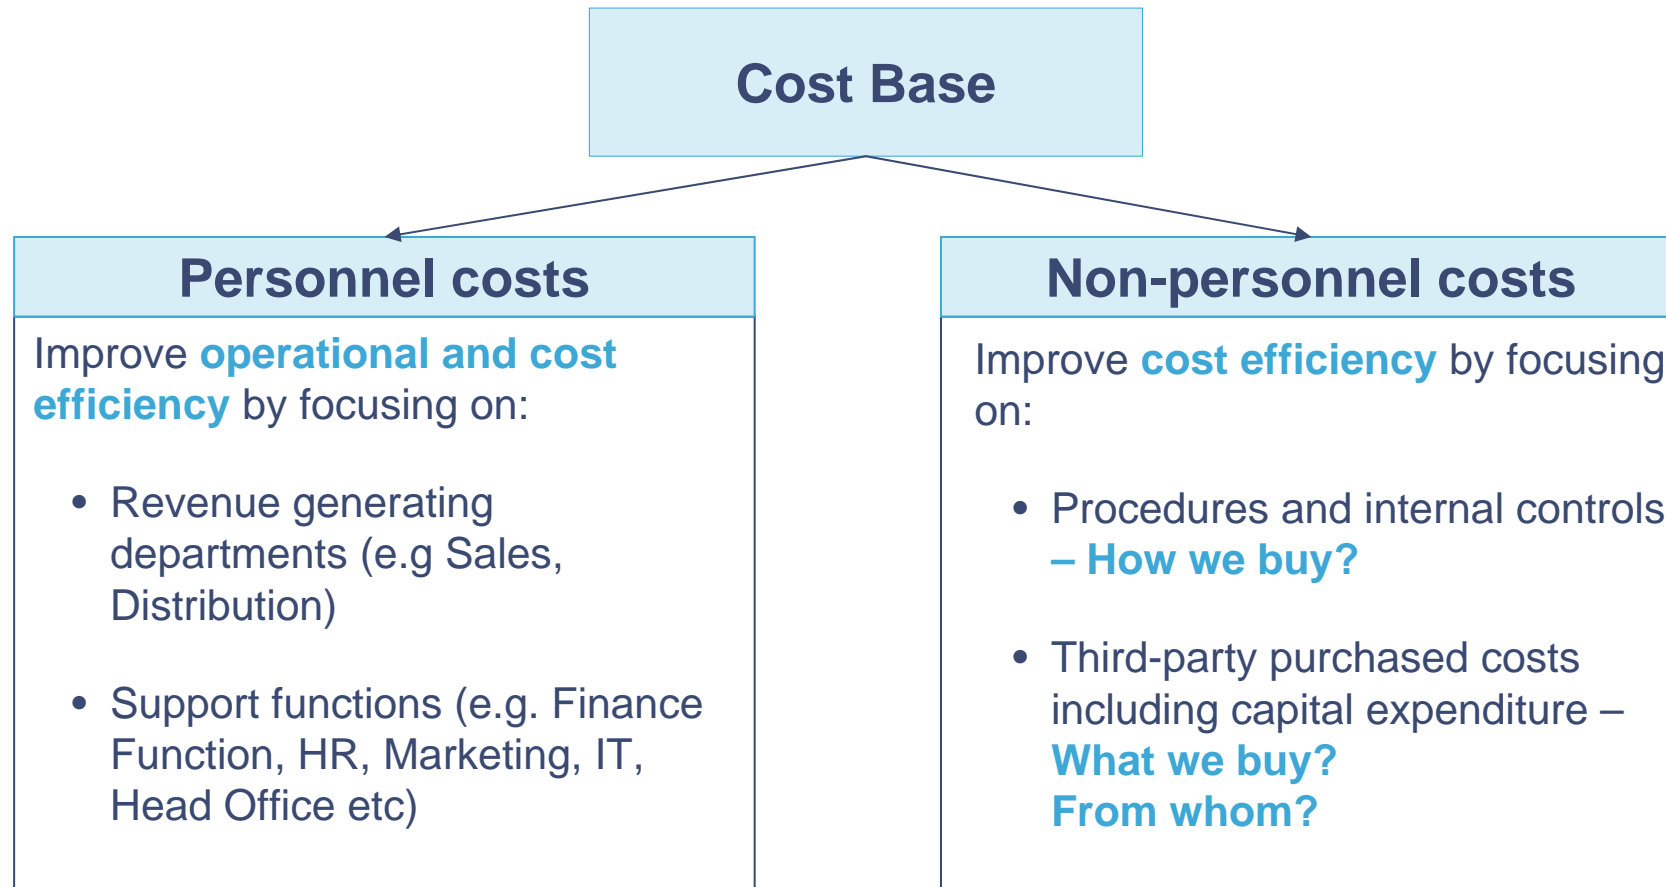 Cost Base
Personnel costs
Improve operational and cost
efficiency by focusing on:
• Revenue generating
departments (e.g Sales,
Distribution)
• Support functions (e.g. Finance
Function, HR, Marketing, IT,
Head Office etc)
Non-personnel costs
Improve cost efficiency by focusing
on:
• Procedures and internal controls
– How we buy?
• Third-party purchased costs
including capital expenditure –
What we buy?
From whom?